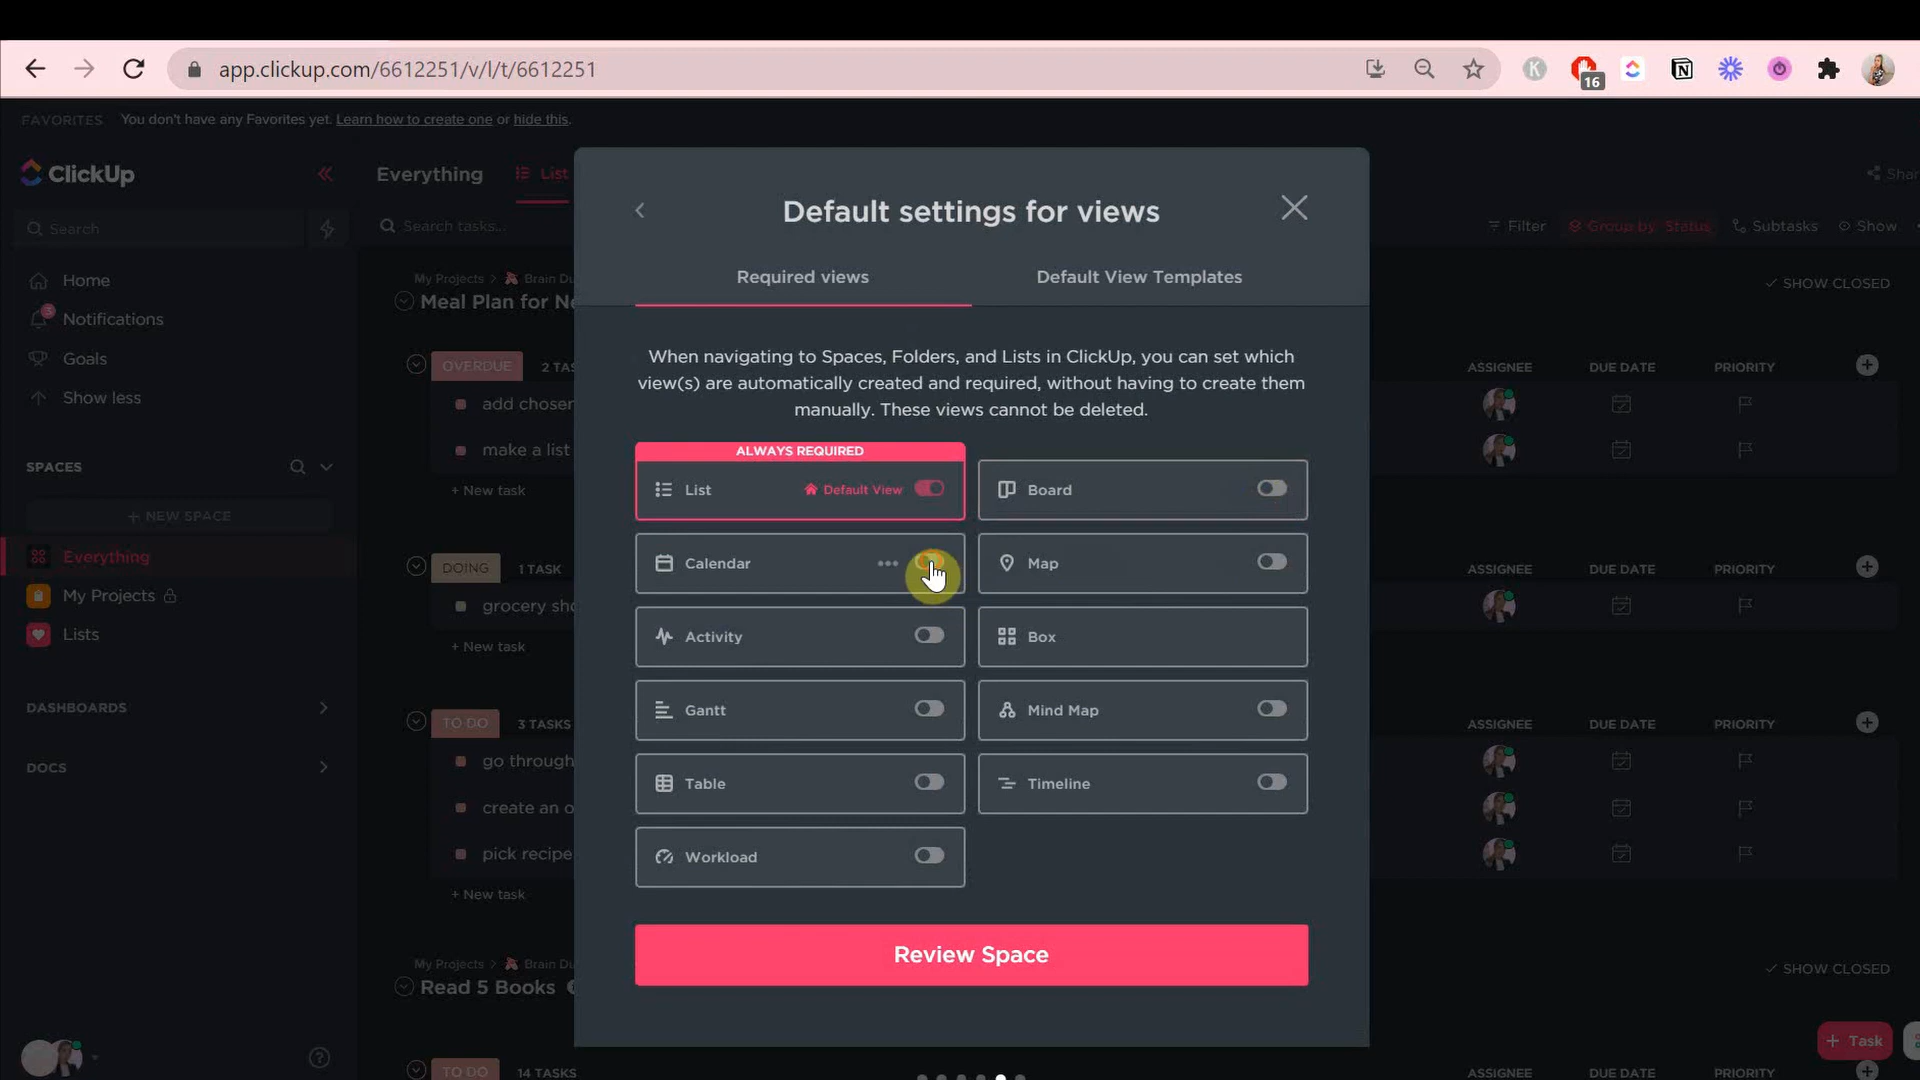 app.clickup.com/6612251/v/l/t/6612251
16
FAVORITES You don't have any Favorites yet. Learn how to create one or hide this.
ClickUp
Everything
List
Shar
Search
Search tasks...
Filter
Group by: Status
Subtasks
Show
Home
3
Notifications
Goals
Show less
SPACES
+ NEW SPACE
Everything
My Projects
Lists
DASHBOARDS
DOCS
My Projects > Brain Du
Meal Plan for Ne
SHOW CLOSED
OVERDUE 2 TAS
ASSIGNEE DUE DATE PRIORITY
add chosen
make a list
+ New task
DOING 1 TASK
grocery sho
+ New task
TO DO 3 TASKS
ASSIGNEE DUE DATE PRIORITY
go through
create an o
pick recipe
+ New task
My Projects > Brain Du
Read 5 Books
SHOW CLOSED
TO DO 14 TASKS
ASSIGNEE DUE DATE PRIORITY
+ Task
Default settings for views
Required views
Default View Templates
When navigating to Spaces, Folders, and Lists in ClickUp, you can set which
view(s) are automatically created and required, without having to create them
manually. These views cannot be deleted.
ALWAYS REQUIRED
List Default View
Board
Calendar
Map
Activity
Box
Gantt
Mind Map
Table
Timeline
Workload
Review Space